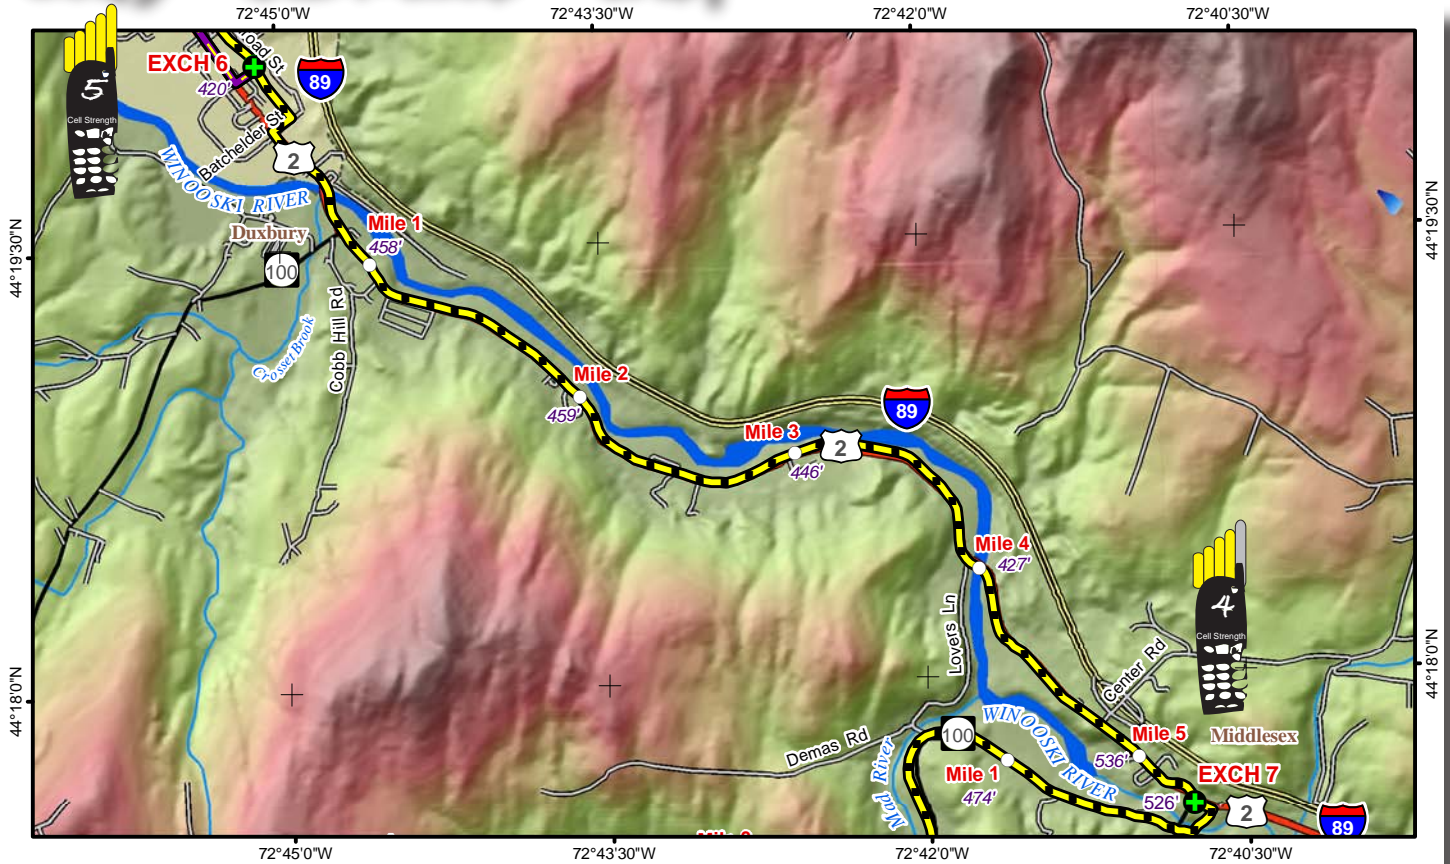 72°45'0"W
72°43'30"W
72°42'0"W
72°40'30"W
EXCH 6
420'
Road St
89
5
Cell Strength
Batchelder St
2
WINOOSKI RIVER
Duxbury
100
Mile 1
458'
44°19'30"N
44°19'30"N
Cobb Hill Rd
Crosset Brook
Mile 2
459'
Mile 3
446'
2
89
Mile 4
427'
Lovers Ln
4
Cell Strength
Center Rd
44°18'0"N
44°18'0"N
WINOOSKI RIVER
Mile 5
536'
Middlesex
Demas Rd
100
Mad River
Mile 1
474'
EXCH 7
526'
2
89
72°45'0"W
72°43'30"W
72°42'0"W
72°40'30"W